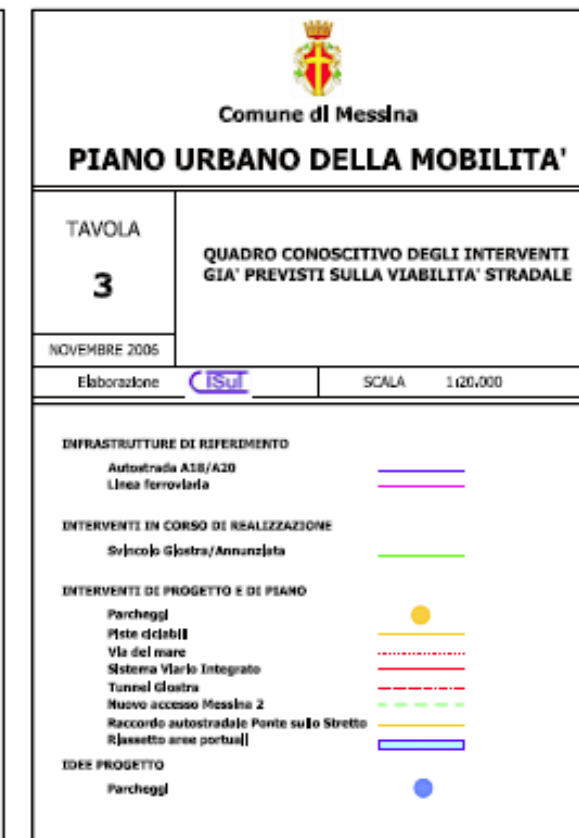 Comune di Messina
PIANO URBANO DELLA MOBILITA'
TAVOLA
3
QUADRO CONOSCITIVO DEGLI INTERVENTI
GIA' PREVISTI SULLA VIABILITA' STRADALE
NOVEMBRE 2006
Elaborazione CISUT SCALA 1:20.000
INFRASTRUTTURE DI RIFERIMENTO
Autostrada A18/A20
Linea ferroviaria
INTERVENTI IN CORSO DI REALIZZAZIONE
Svincolo Giostra/Annunziata
INTERVENTI DI PROGETTO E DI PIANO
Parcheggi
Piste ciclabili
Via del mare
Sistema Viario Integrato
Tunnel Giostra
Nuovo accesso Messina 2
Raccordo autostradale Ponte sullo Stretto
Riassetto aree portuali
IDEE PROGETTO
Parcheggi